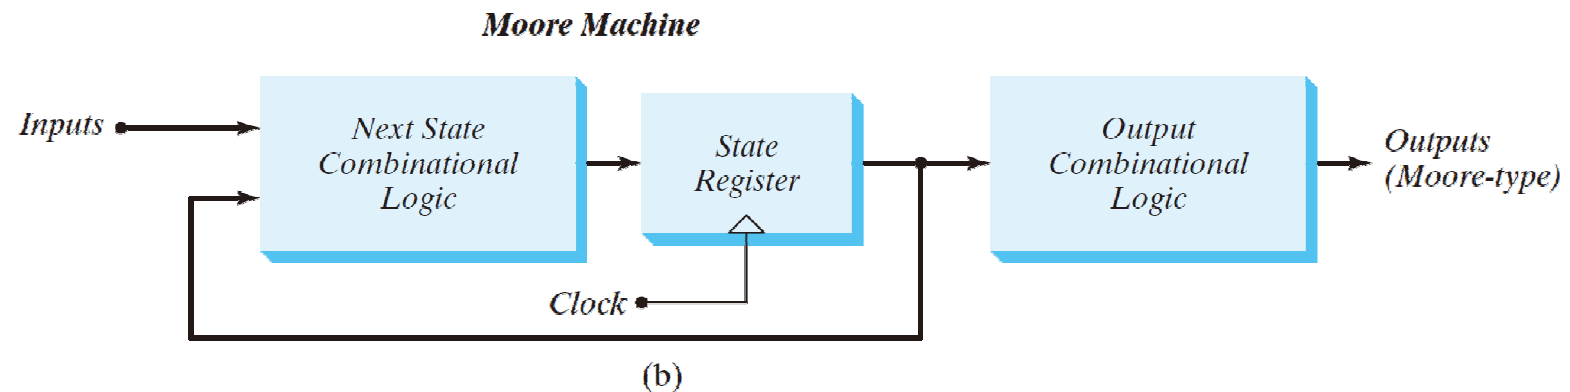 Moore Machine
Inputs
Next State
Combinational
Logic
State
Register
Output
Combinational
Logic
Outputs
(Moore-type)
Clock
(b)